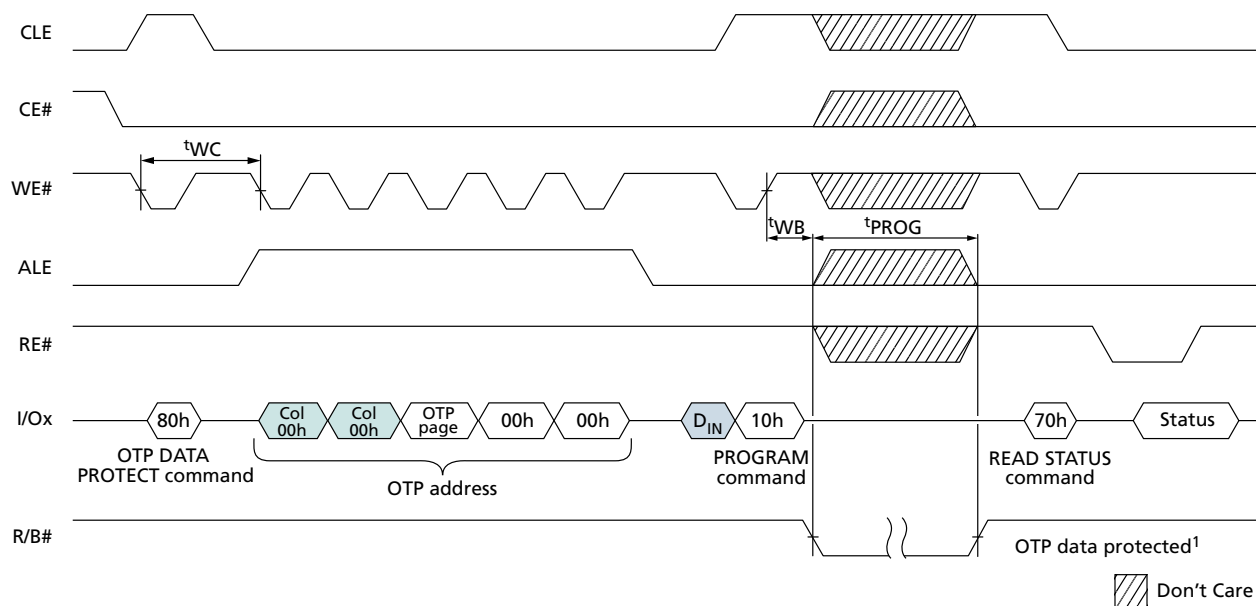 CLE
CE#
tWC
WE#
tWB
tPROG
ALE
RE#
I/Ox
80h
Col 00h
Col 00h
OTP page
00h
00h
DIN
10h
70h
Status
OTP DATA
PROTECT command
OTP address
PROGRAM
command
READ STATUS
command
R/B#
OTP data protected1
Don't Care